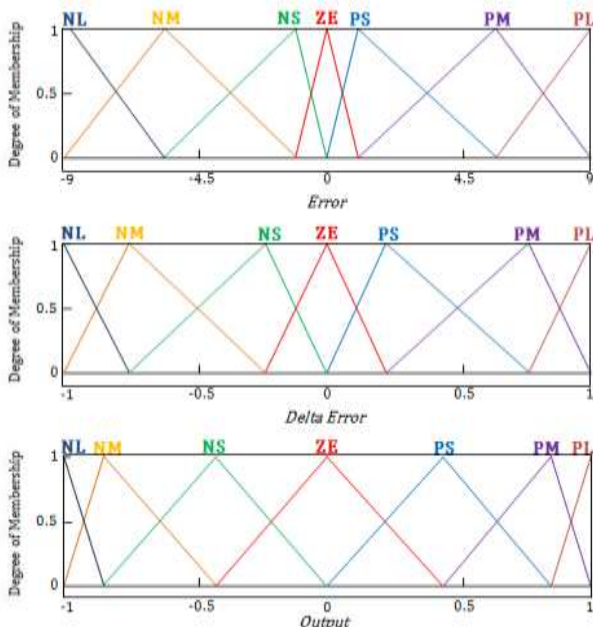 NL NM NS ZE PS PM PL
Degree of Membership
1
0.5
0
-9 -4.5 0 4.5 9
Error
NL NM NS ZE PS PM PL
Degree of Membership
1
0.5
0
-1 -0.5 0 0.5 1
Delta Error
NL NM NS ZE PS PM PL
Degree of Membership
1
0.5
0
-1 -0.5 0 0.5 1
Output